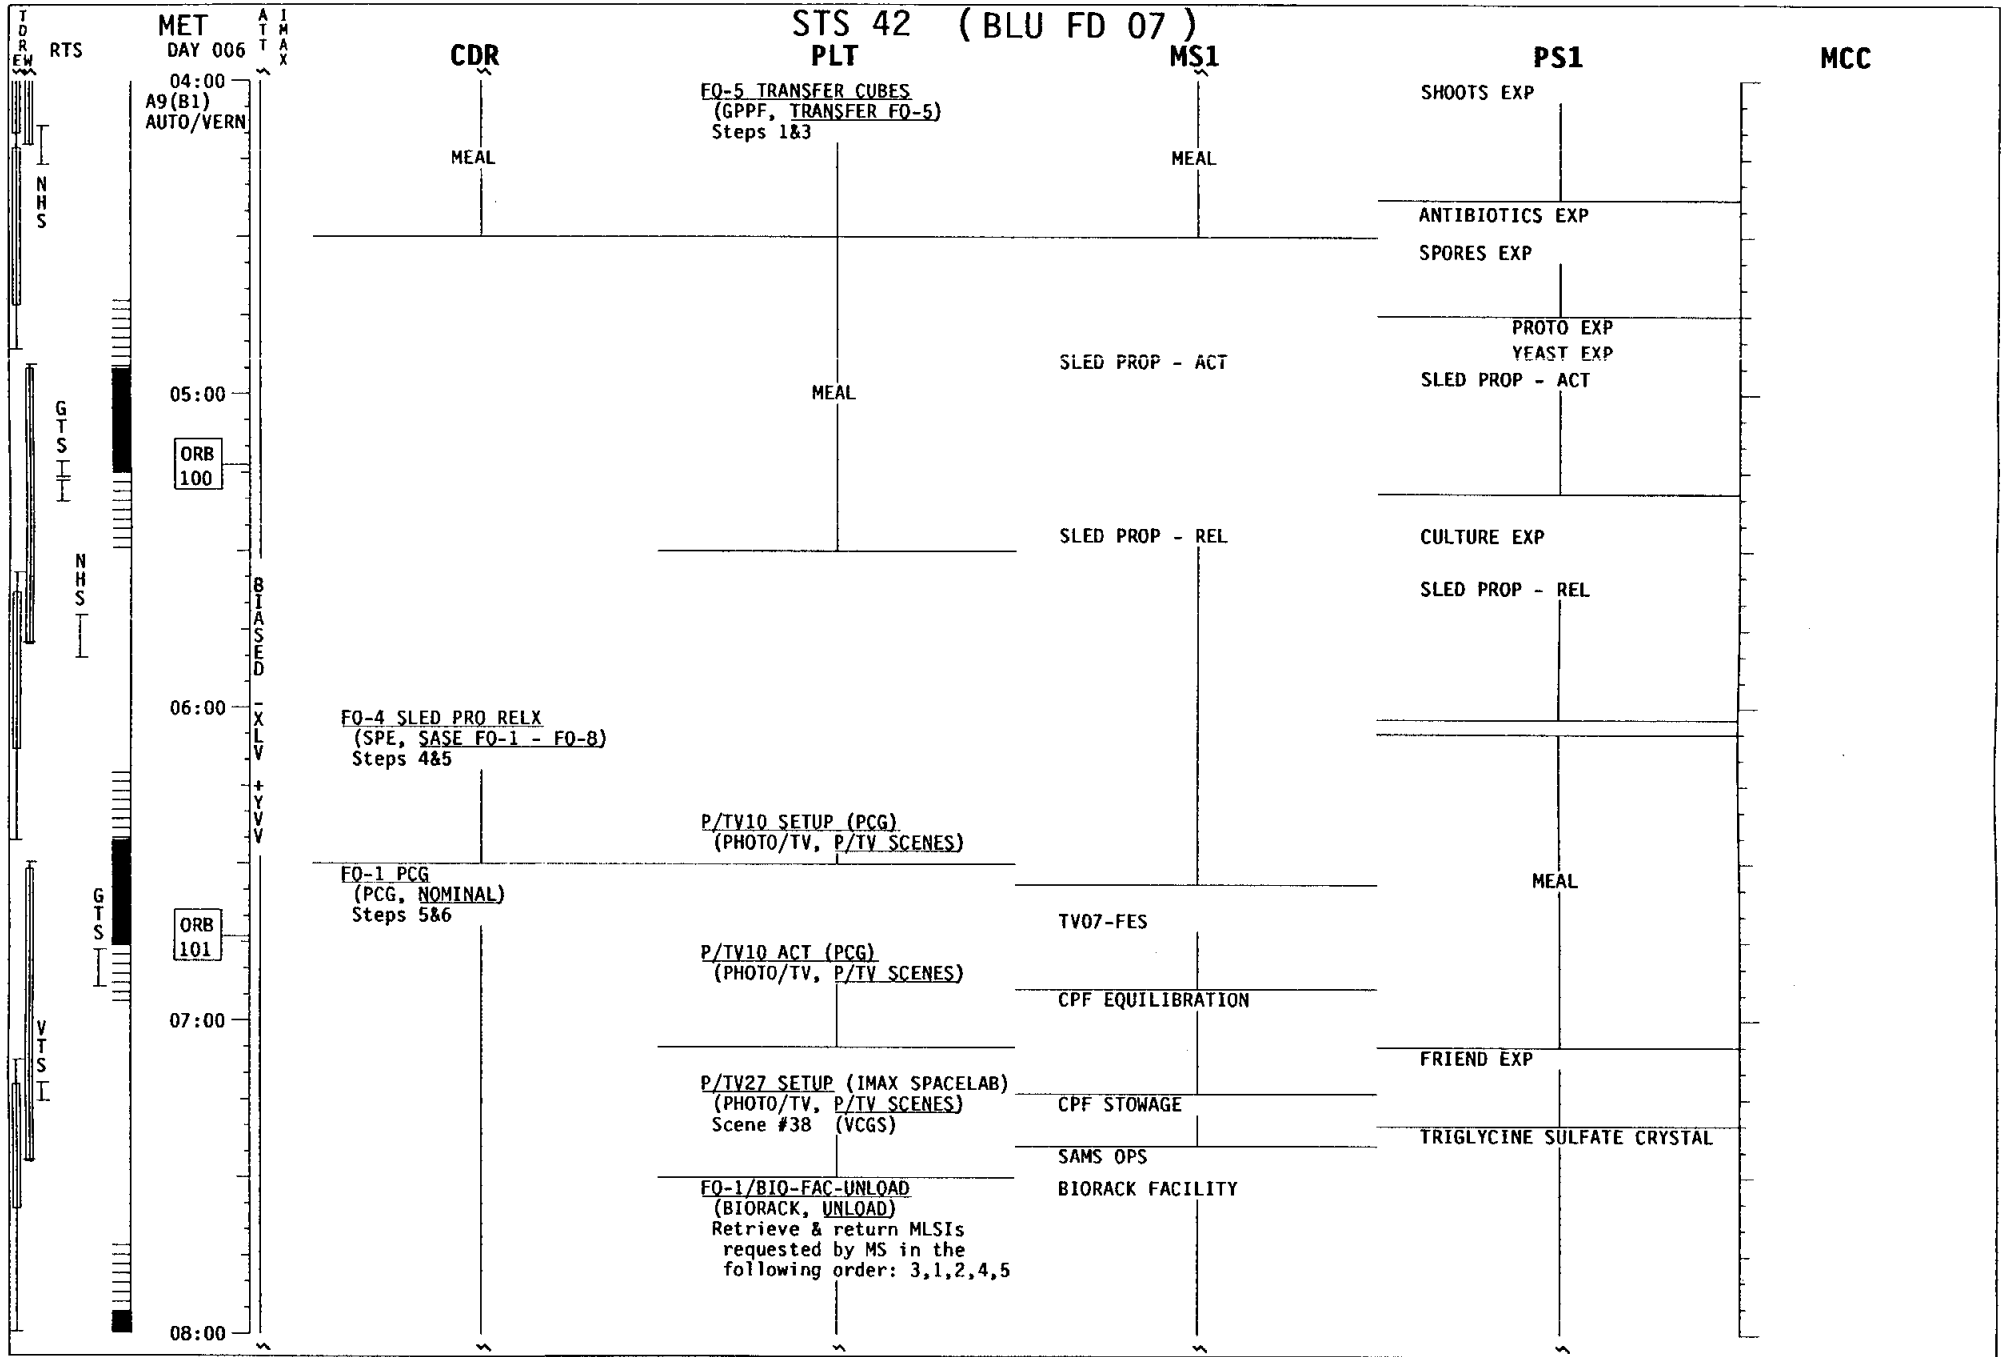 STS 42 (BLU FD 07)
TDRE W
RTS
MET
DAY 006
ATT
IMAX
CDR
PLT
MS1
PS1
MCC
04:00
A9(B1)
AUTO/VERN
NHS
05:00
GTS
ORB
100
NHS
BIASED -XLV +YVV
06:00
GTS
ORB
101
07:00
VTS
08:00
MEAL
FO-4 SLED PRO RELX
(SPE, SASE FO-1 - FO-8)
Steps 4&5
FO-1 PCG
(PCG, NOMINAL)
Steps 5&6
FO-5 TRANSFER CUBES
(GPPF, TRANSFER FO-5)
Steps 1&3
MEAL
P/TV10 SETUP (PCG)
(PHOTO/TV, P/TV SCENES)
P/TV10 ACT (PCG)
(PHOTO/TV, P/TV SCENES)
P/TV27 SETUP (IMAX SPACELAB)
(PHOTO/TV, P/TV SCENES)
Scene #38 (VCGS)
FO-1/BIO-FAC-UNLOAD
(BIORACK, UNLOAD)
Retrieve & return MLSIs
requested by MS in the
following order: 3,1,2,4,5
MEAL
SLED PROP - ACT
SLED PROP - REL
TV07-FES
CPF EQUILIBRATION
CPF STOWAGE
SAMS OPS
BIORACK FACILITY
SHOOTS EXP
ANTIBIOTICS EXP
SPORES EXP
PROTO EXP
YEAST EXP
SLED PROP - ACT
CULTURE EXP
SLED PROP - REL
MEAL
FRIEND EXP
TRIGLYCINE SULFATE CRYSTAL